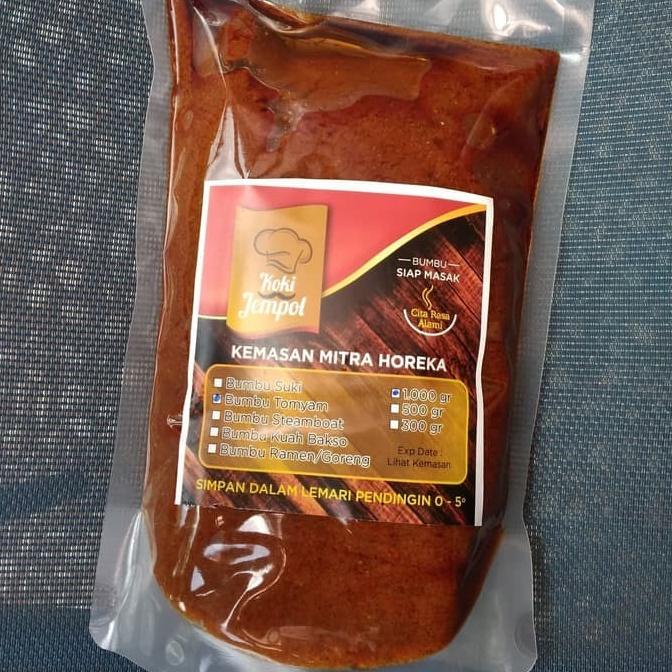 Koki
Jempol
BUMBU
SIAP MASAK
Cita Rasa
Alami
KEMASAN MITRA HOREKA
Bumbu Suki
Bumbu Tomyam
Bumbu Steamboat
Bumbu Kuah Bakso
Bumbu Ramen/Goreng
1.000 gr
500 gr
300 gr
Exp Date :
Lihat Kemasan
SIMPAN DALAM LEMARI PENDINGIN 0 - 5°